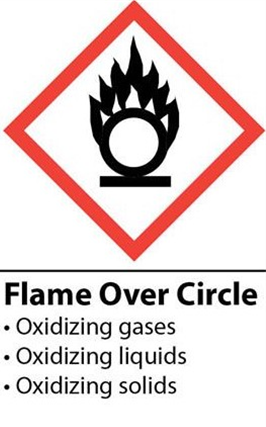 Flame Over Circle
• Oxidizing gases
• Oxidizing liquids
• Oxidizing solids